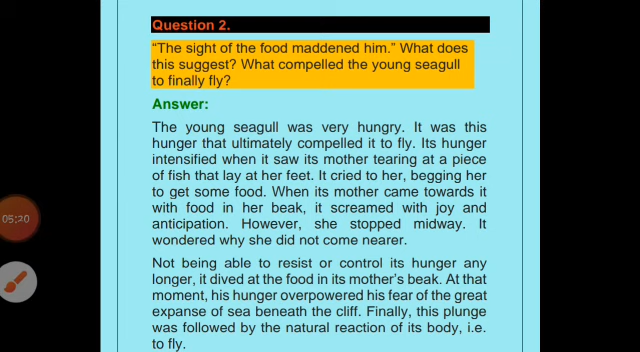 Question 2.
“The sight of the food maddened him.” What does
this suggest? What compelled the young seagull
to finally fly?
Answer:
The young seagull was very hungry. It was this
hunger that ultimately compelled it to fly. Its hunger
intensified when it saw its mother tearing at a piece
of fish that lay at her feet. It cried to her, begging her
to get some food. When its mother came towards it
with food in her beak, it screamed with joy and
anticipation. However, she stopped midway. It
wondered why she did not come nearer.
Not being able to resist or control its hunger any
longer, it dived at the food in its mother’s beak. At that
moment, his hunger overpowered his fear of the great
expanse of sea beneath the cliff. Finally, this plunge
was followed by the natural reaction of its body, i.e.
to fly.
05:20